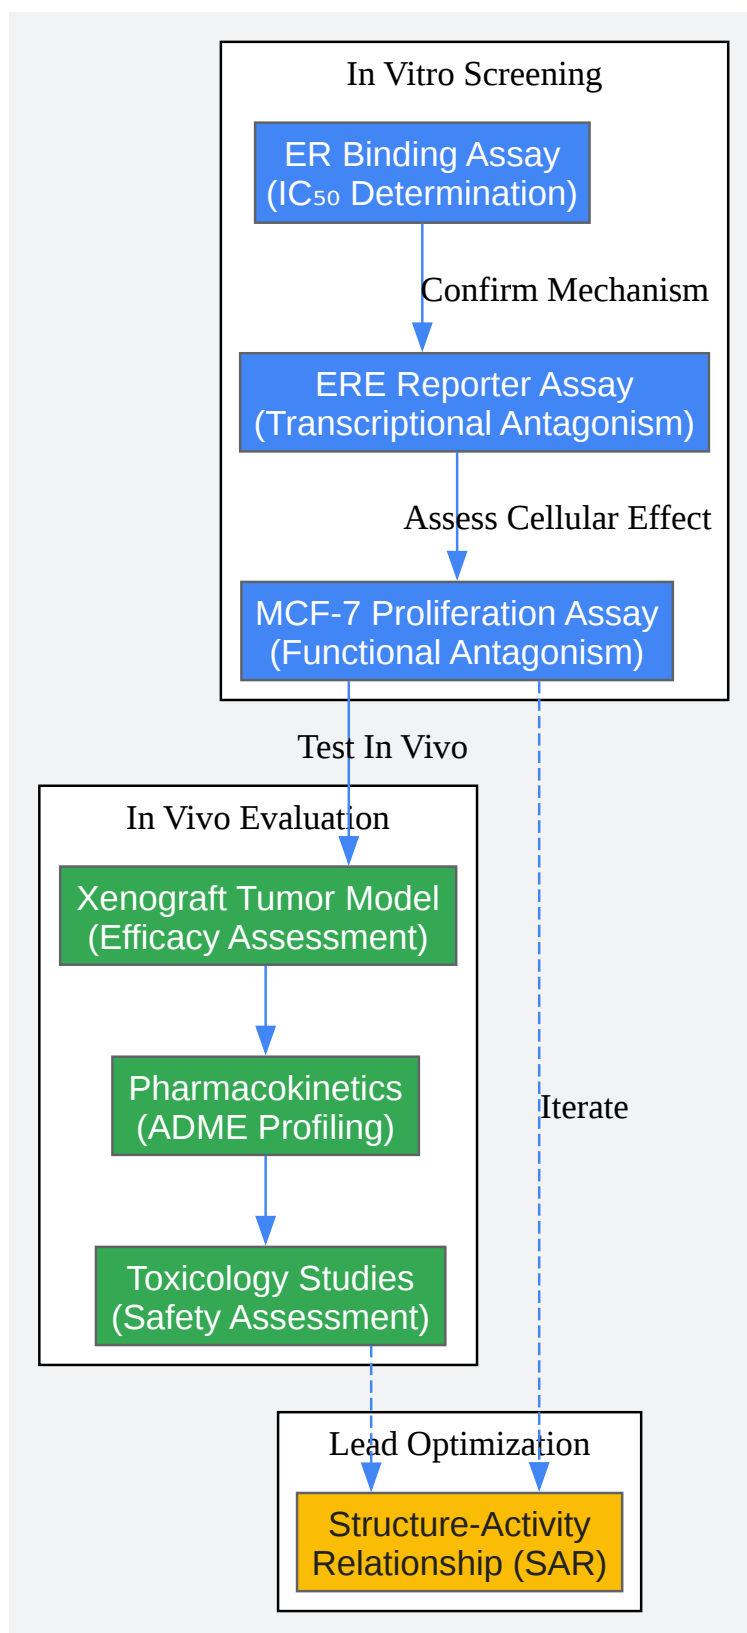 In Vitro Screening
ER Binding Assay
(IC₅₀ Determination)
Confirm Mechanism
ERE Reporter Assay
(Transcriptional Antagonism)
Assess Cellular Effect
MCF-7 Proliferation Assay
(Functional Antagonism)
Test In Vivo
In Vivo Evaluation
Xenograft Tumor Model
(Efficacy Assessment)
Pharmacokinetics
(ADME Profiling)
Iterate
Toxicology Studies
(Safety Assessment)
Lead Optimization
Structure-Activity
Relationship (SAR)